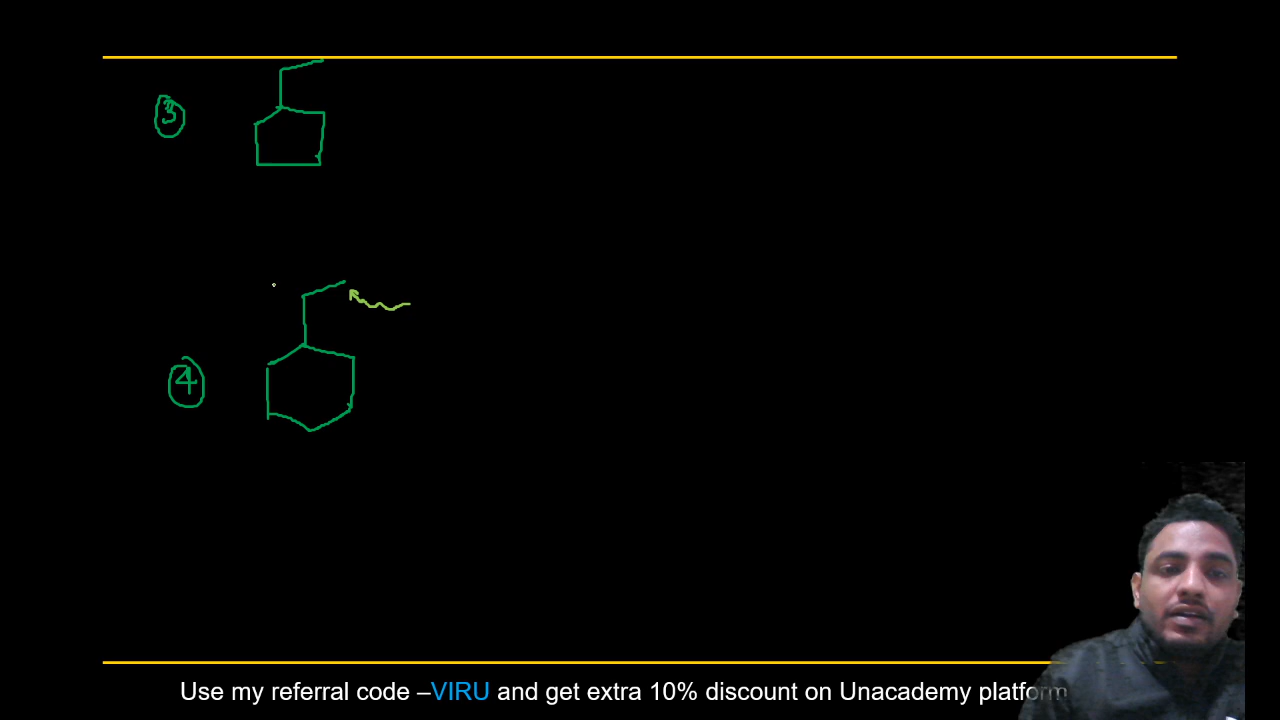 3
4
Use my referral code –VIRU and get extra 10% discount on Unacademy platform